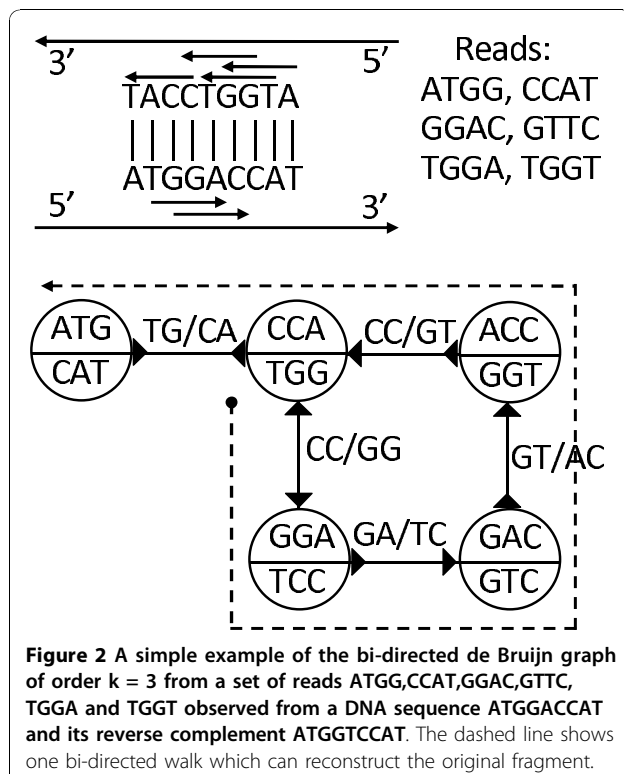 3′ 5′
TACCTGGTA
ATGGACCAT
5′ 3′
Reads:
ATGG, CCAT
GGAC, GTTC
TGGA, TGGT
ATG
CAT
TG/CA
CCA
TGG
CC/GT
ACC
GGT
CC/GG
GT/AC
GGA
TCC
GA/TC
GAC
GTC
Figure 2 A simple example of the bi-directed de Bruijn graph
of order k = 3 from a set of reads ATGG,CCAT,GGAC,GTTC,
TGGA and TGGT observed from a DNA sequence ATGGACCAT
and its reverse complement ATGGTCCAT. The dashed line shows
one bi-directed walk which can reconstruct the original fragment.